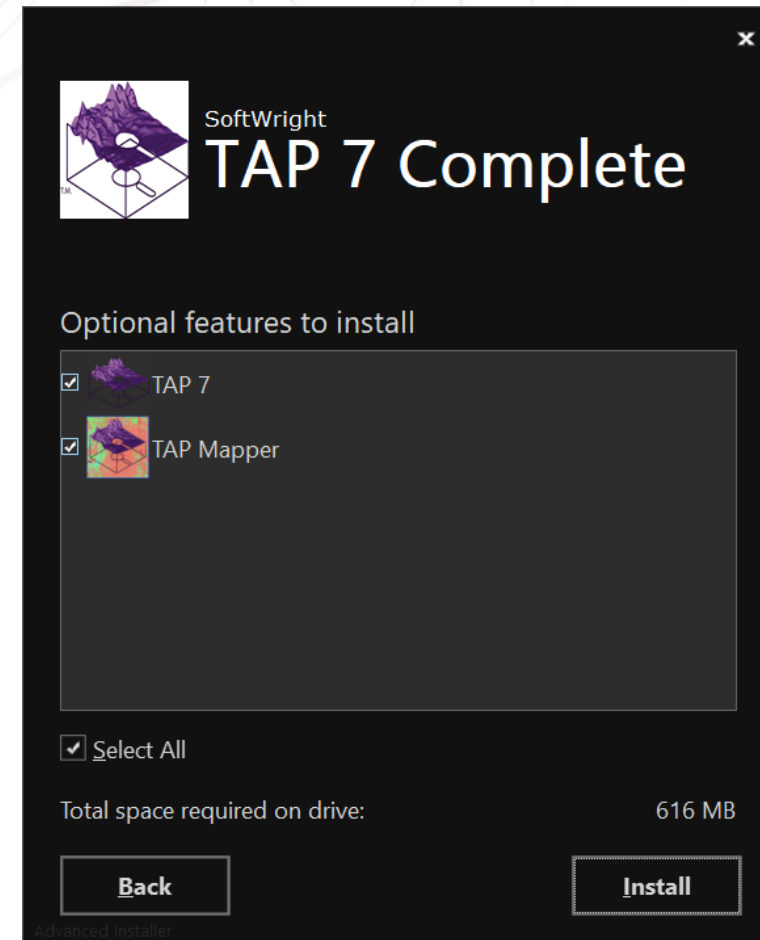 SoftWright
TAP 7 Complete
T.M.
Optional features to install
TAP 7
TAP Mapper
Select All
Total space required on drive: 616 MB
Back Install
Advanced Installer